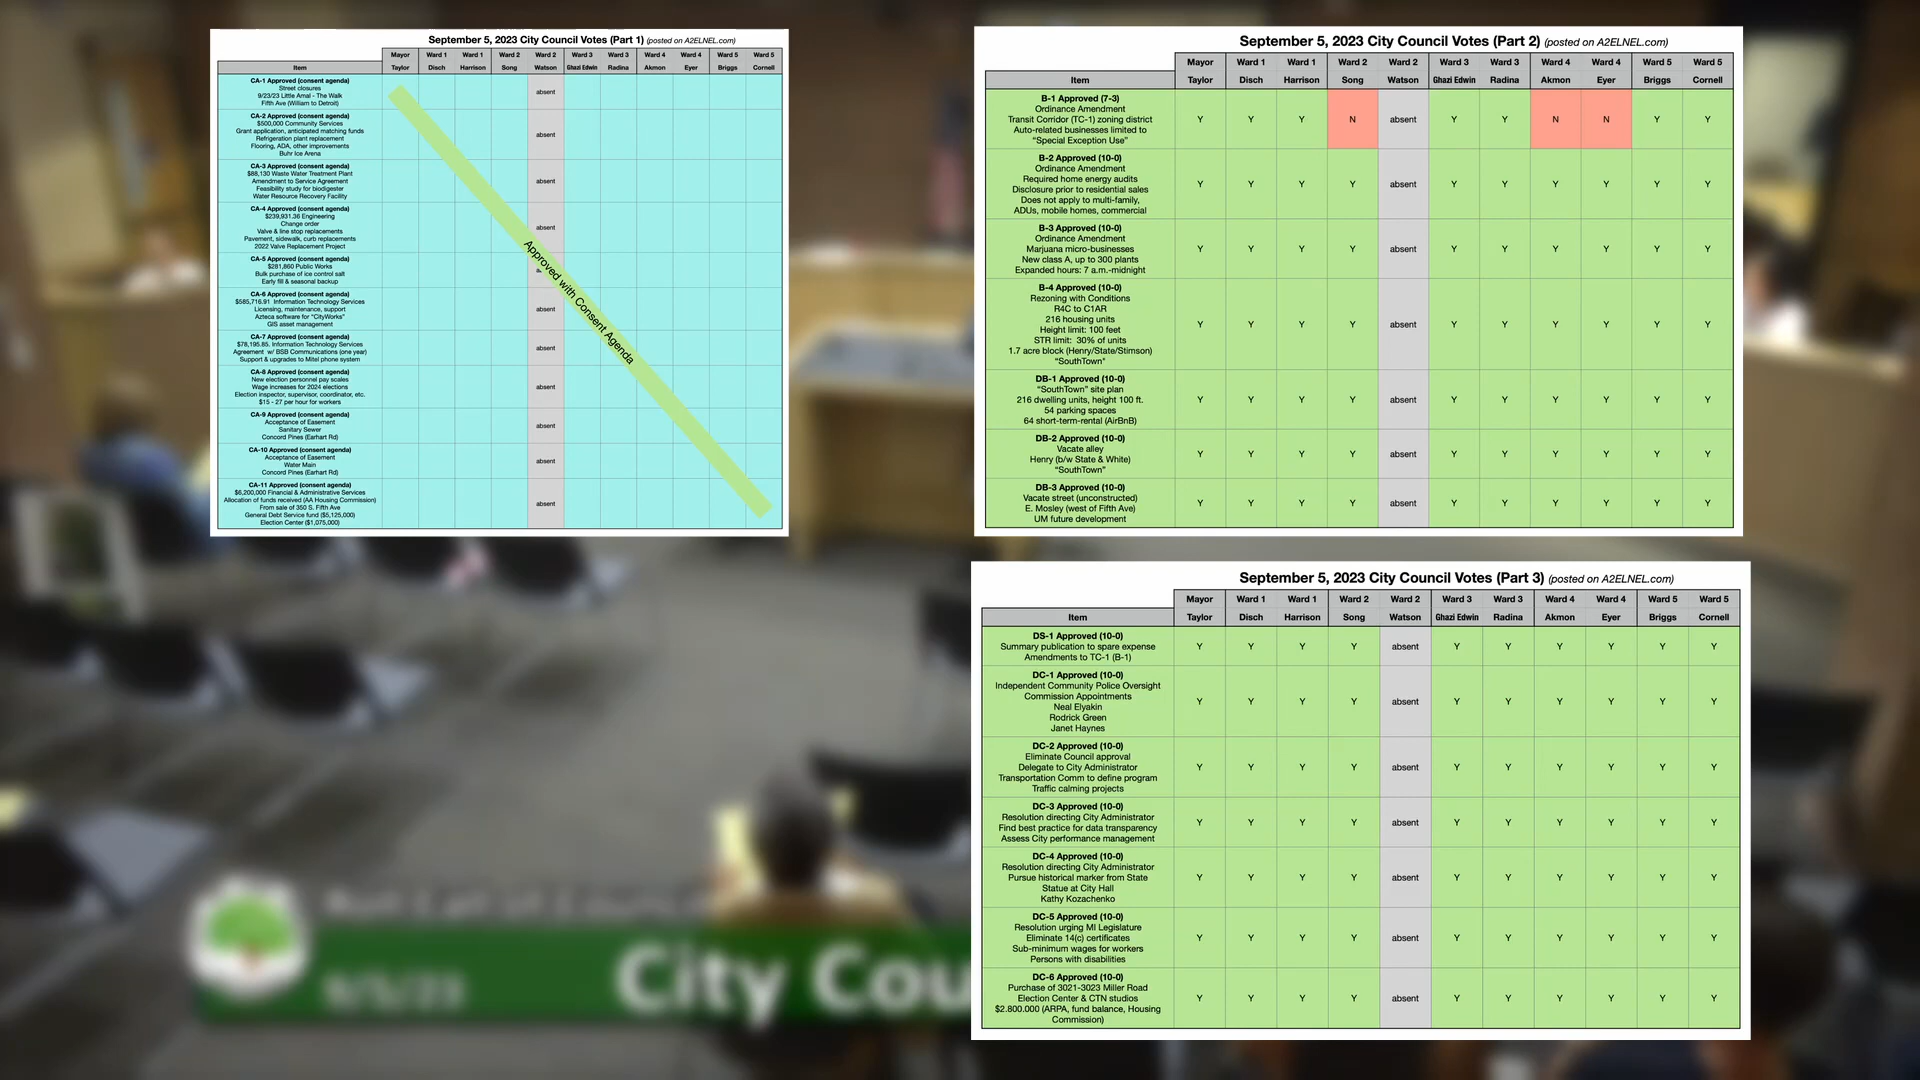 September 5, 2023 City Council Votes (Part 1) (posted on A2ELNEL.com)
Mayor Ward 1 Ward 1 Ward 2 Ward 2 Ward 3 Ward 3 Ward 4 Ward 4 Ward 5 Ward 5
Item Taylor Disch Harrison Song Watson Ghazi Edwin Radina Akmon Eyer Briggs Cornell
CA-1 Approved (consent agenda)
Street closures
9/23/23 Little Amal - The Walk
Fifth Ave (William to Detroit)
absent
CA-2 Approved (consent agenda)
$500,000 Community Services
Grant application, anticipated matching funds
Refrigeration plant replacement
Flooring, ADA, other improvements
Buhr Ice Arena
absent
CA-3 Approved (consent agenda)
$88,130 Waste Water Treatment Plant
Amendment to Service Agreement
Feasibility study for biodigester
Water Resource Recovery Facility
absent
CA-4 Approved (consent agenda)
$239,931.36 Engineering
Change order
Valve & line stop replacements
Pavement, sidewalk, curb replacements
2022 Valve Replacement Project
absent
CA-5 Approved (consent agenda)
$281,860 Public Works
Bulk purchase of ice control salt
Early fill & seasonal backup
CA-6 Approved (consent agenda)
$585,716.91 Information Technology Services
Licensing, maintenance, support
Azteca software for "CityWorks"
GIS asset management
absent
CA-7 Approved (consent agenda)
$78,195.85. Information Technology Services
Agreement w/ BSB Communications (one year)
Support & upgrades to Mitel phone system
absent
CA-8 Approved (consent agenda)
New election personnel pay scales
Wage increases for 2024 elections
Election inspector, supervisor, coordinator, etc.
$15 - 27 per hour for workers
absent
CA-9 Approved (consent agenda)
Acceptance of Easement
Sanitary Sewer
Concord Pines (Earhart Rd)
absent
CA-10 Approved (consent agenda)
Acceptance of Easement
Water Main
Concord Pines (Earhart Rd)
absent
CA-11 Approved (consent agenda)
$6,200,000 Financial & Administrative Services
Allocation of funds received (AA Housing Commission)
From sale of 350 S. Fifth Ave
General Debt Service fund ($5,125,000)
Election Center ($1,075,000)
absent
Approved with Consent Agenda
September 5, 2023 City Council Votes (Part 2) (posted on A2ELNEL.com)
Mayor Ward 1 Ward 1 Ward 2 Ward 2 Ward 3 Ward 3 Ward 4 Ward 4 Ward 5 Ward 5
Item Taylor Disch Harrison Song Watson Ghazi Edwin Radina Akmon Eyer Briggs Cornell
B-1 Approved (7-3)
Ordinance Amendment
Transit Corridor (TC-1) zoning district
Auto-related businesses limited to
"Special Exception Use"
Y Y Y N absent Y Y N N Y Y
B-2 Approved (10-0)
Ordinance Amendment
Required home energy audits
Disclosure prior to residential sales
Does not apply to multi-family,
ADUs, mobile homes, commercial
Y Y Y Y absent Y Y Y Y Y Y
B-3 Approved (10-0)
Ordinance Amendment
Marjuana micro-businesses
New class A, up to 300 plants
Expanded hours: 7 a.m.-midnight
Y Y Y Y absent Y Y Y Y Y Y
B-4 Approved (10-0)
Rezoning with Conditions
R4C to C1AR
216 housing units
Height limit: 100 feet
STR limit: 30% of units
1.7 acre block (Henry/State/Stimson)
"SouthTown"
Y Y Y Y absent Y Y Y Y Y Y
DB-1 Approved (10-0)
"SouthTown" site plan
216 dwelling units, height 100 ft.
54 parking spaces
64 short-term-rental (AirBnB)
Y Y Y Y absent Y Y Y Y Y Y
DB-2 Approved (10-0)
Vacate alley
Henry (b/w State & White)
"SouthTown"
Y Y Y Y absent Y Y Y Y Y Y
DB-3 Approved (10-0)
Vacate street (unconstructed)
E. Mosley (west of Fifth Ave)
UM future development
Y Y Y Y absent Y Y Y Y Y Y
September 5, 2023 City Council Votes (Part 3) (posted on A2ELNEL.com)
Mayor Ward 1 Ward 1 Ward 2 Ward 2 Ward 3 Ward 3 Ward 4 Ward 4 Ward 5 Ward 5
Item Taylor Disch Harrison Song Watson Ghazi Edwin Radina Akmon Eyer Briggs Cornell
DS-1 Approved (10-0)
Summary publication to spare expense
Amendments to TC-1 (B-1)
Y Y Y Y absent Y Y Y Y Y Y
DC-1 Approved (10-0)
Independent Community Police Oversight
Commission Appointments
Neal Elyakin
Rodrick Green
Janet Haynes
Y Y Y Y absent Y Y Y Y Y Y
DC-2 Approved (10-0)
Eliminate Council approval
Delegate to City Administrator
Transportation Comm to define program
Traffic calming projects
Y Y Y Y absent Y Y Y Y Y Y
DC-3 Approved (10-0)
Resolution directing City Administrator
Find best practice for data transparency
Assess City performance management
Y Y Y Y absent Y Y Y Y Y Y
DC-4 Approved (10-0)
Resolution directing City Administrator
Pursue historical marker from State
Statue at City Hall
Kathy Kozachenko
Y Y Y Y absent Y Y Y Y Y Y
DC-5 Approved (10-0)
Resolution urging MI Legislature
Eliminate 14(c) certificates
Sub-minimum wages for workers
Persons with disabilities
Y Y Y Y absent Y Y Y Y Y Y
DC-6 Approved (10-0)
Purchase of 3021-3023 Miller Road
Election Center & CTN studios
$2.800.000 (ARPA, fund balance, Housing
Commission)
Y Y Y Y absent Y Y Y Y Y Y
9/5/23 City Cou